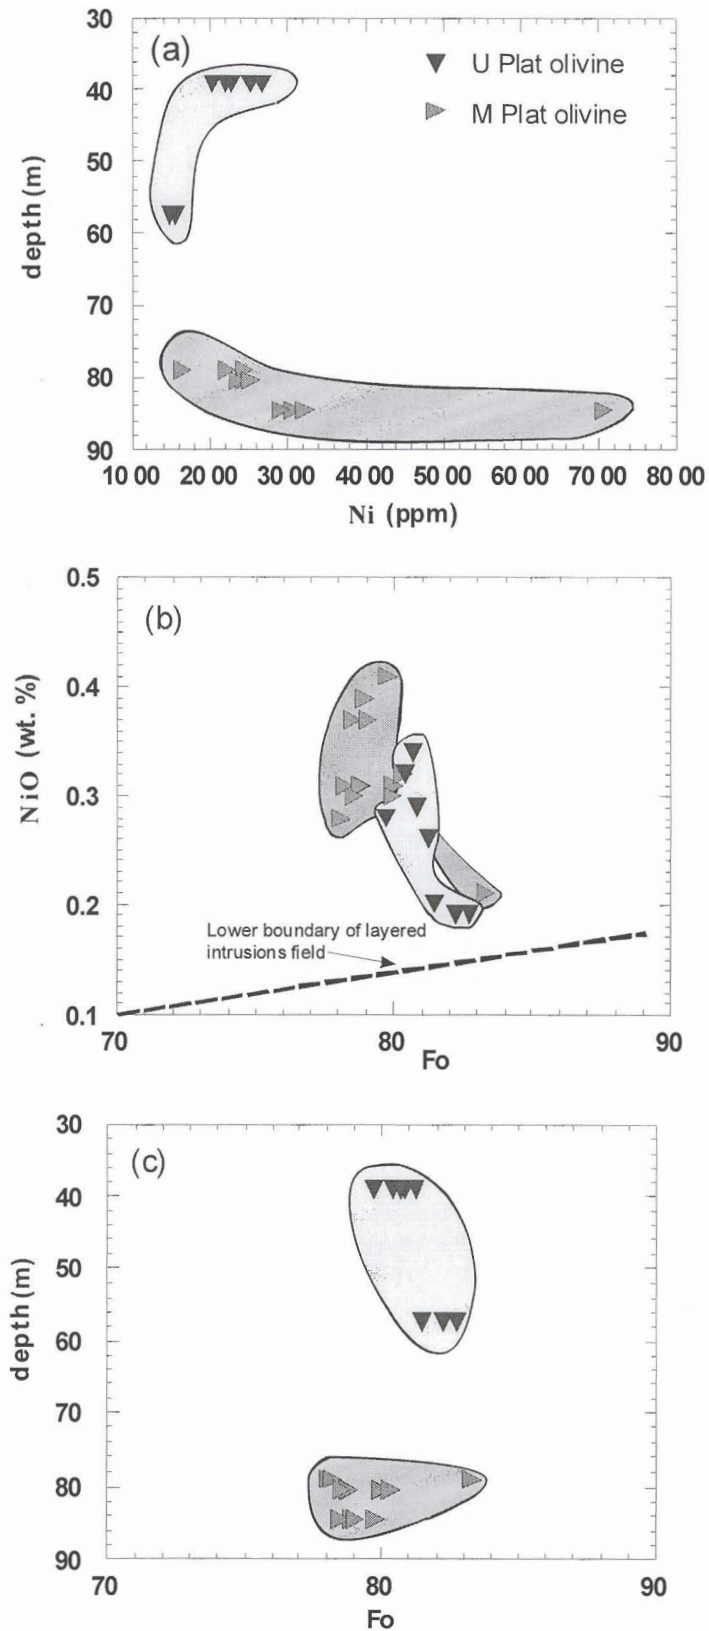 30
(a)
U Plat olivine
40
M Plat olivine
50
depth (m)
60
70
80
90
10 00 20 00 30 00 40 00 50 00 60 00 70 00 80 00
Ni (ppm)
0.5
(b)
0.4
NiO (wt. %)
0.3
0.2
Lower boundary of layered
intrusions field
0.1
70 80 90
Fo
30
(c)
40
50
depth (m)
60
70
80
90
70 80 90
Fo